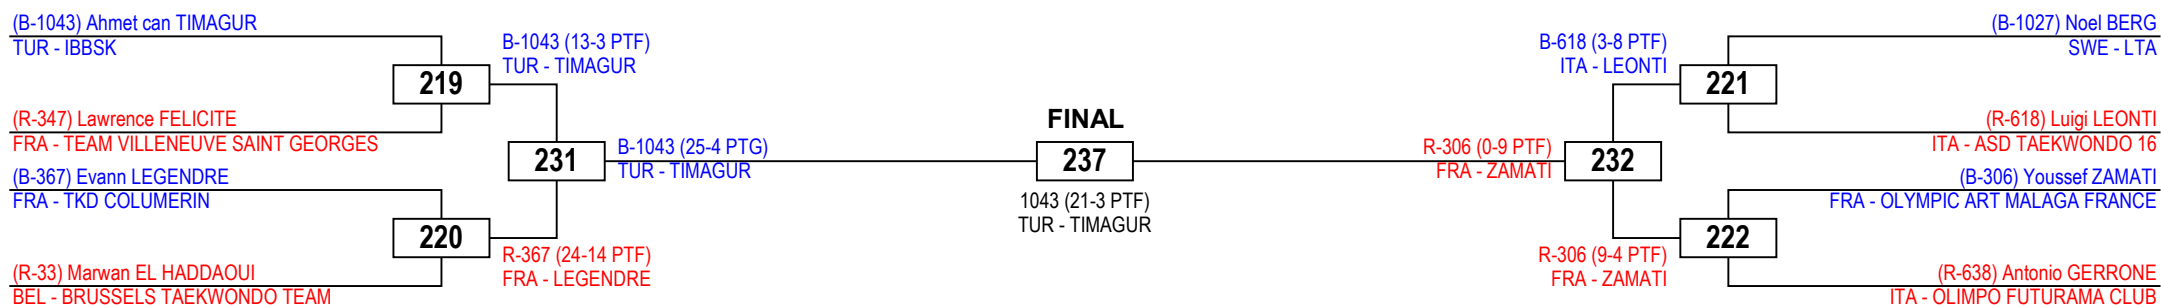 (B-1043) Ahmet can TIMAGUR
TUR - IBBSK
219
(R-347) Lawrence FELICITE
FRA - TEAM VILLENEUVE SAINT GEORGES
(B-367) Evann LEGENDRE
FRA - TKD COLUMERIN
220
(R-33) Marwan EL HADDAOUI
BEL - BRUSSELS TAEKWONDO TEAM
B-1043 (13-3 PTF)
TUR - TIMAGUR
231
R-367 (24-14 PTF)
FRA - LEGENDRE
B-1043 (25-4 PTG)
TUR - TIMAGUR
FINAL
237
1043 (21-3 PTF)
TUR - TIMAGUR
R-306 (0-9 PTF)
FRA - ZAMATI
232
B-618 (3-8 PTF)
ITA - LEONTI
R-306 (9-4 PTF)
FRA - ZAMATI
(B-1027) Noel BERG
SWE - LTA
221
(R-618) Luigi LEONTI
ITA - ASD TAEKWONDO 16
(B-306) Youssef ZAMATI
FRA - OLYMPIC ART MALAGA FRANCE
222
(R-638) Antonio GERRONE
ITA - OLIMPO FUTURAMA CLUB